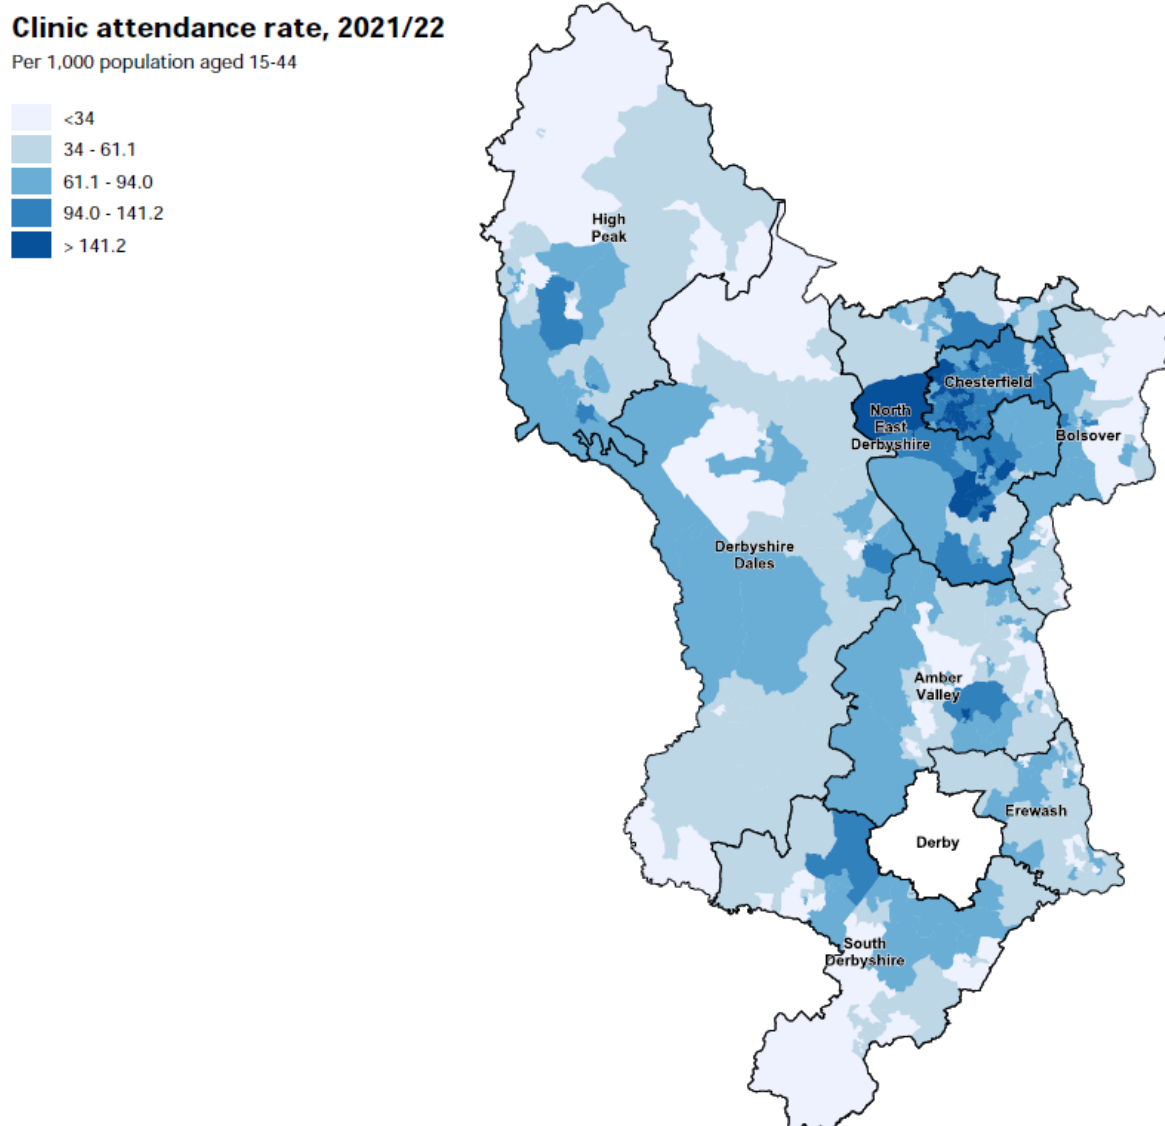 Clinic attendance rate, 2021/22
Per 1,000 population aged 15-44
<34
34 - 61.1
61.1 - 94.0
94.0 - 141.2
> 141.2
High
Peak
Chesterfield
North
East
Derbyshire
Bolsover
Derbyshire
Dales
Amber
Valley
Erewash
Derby
South
Derbyshire